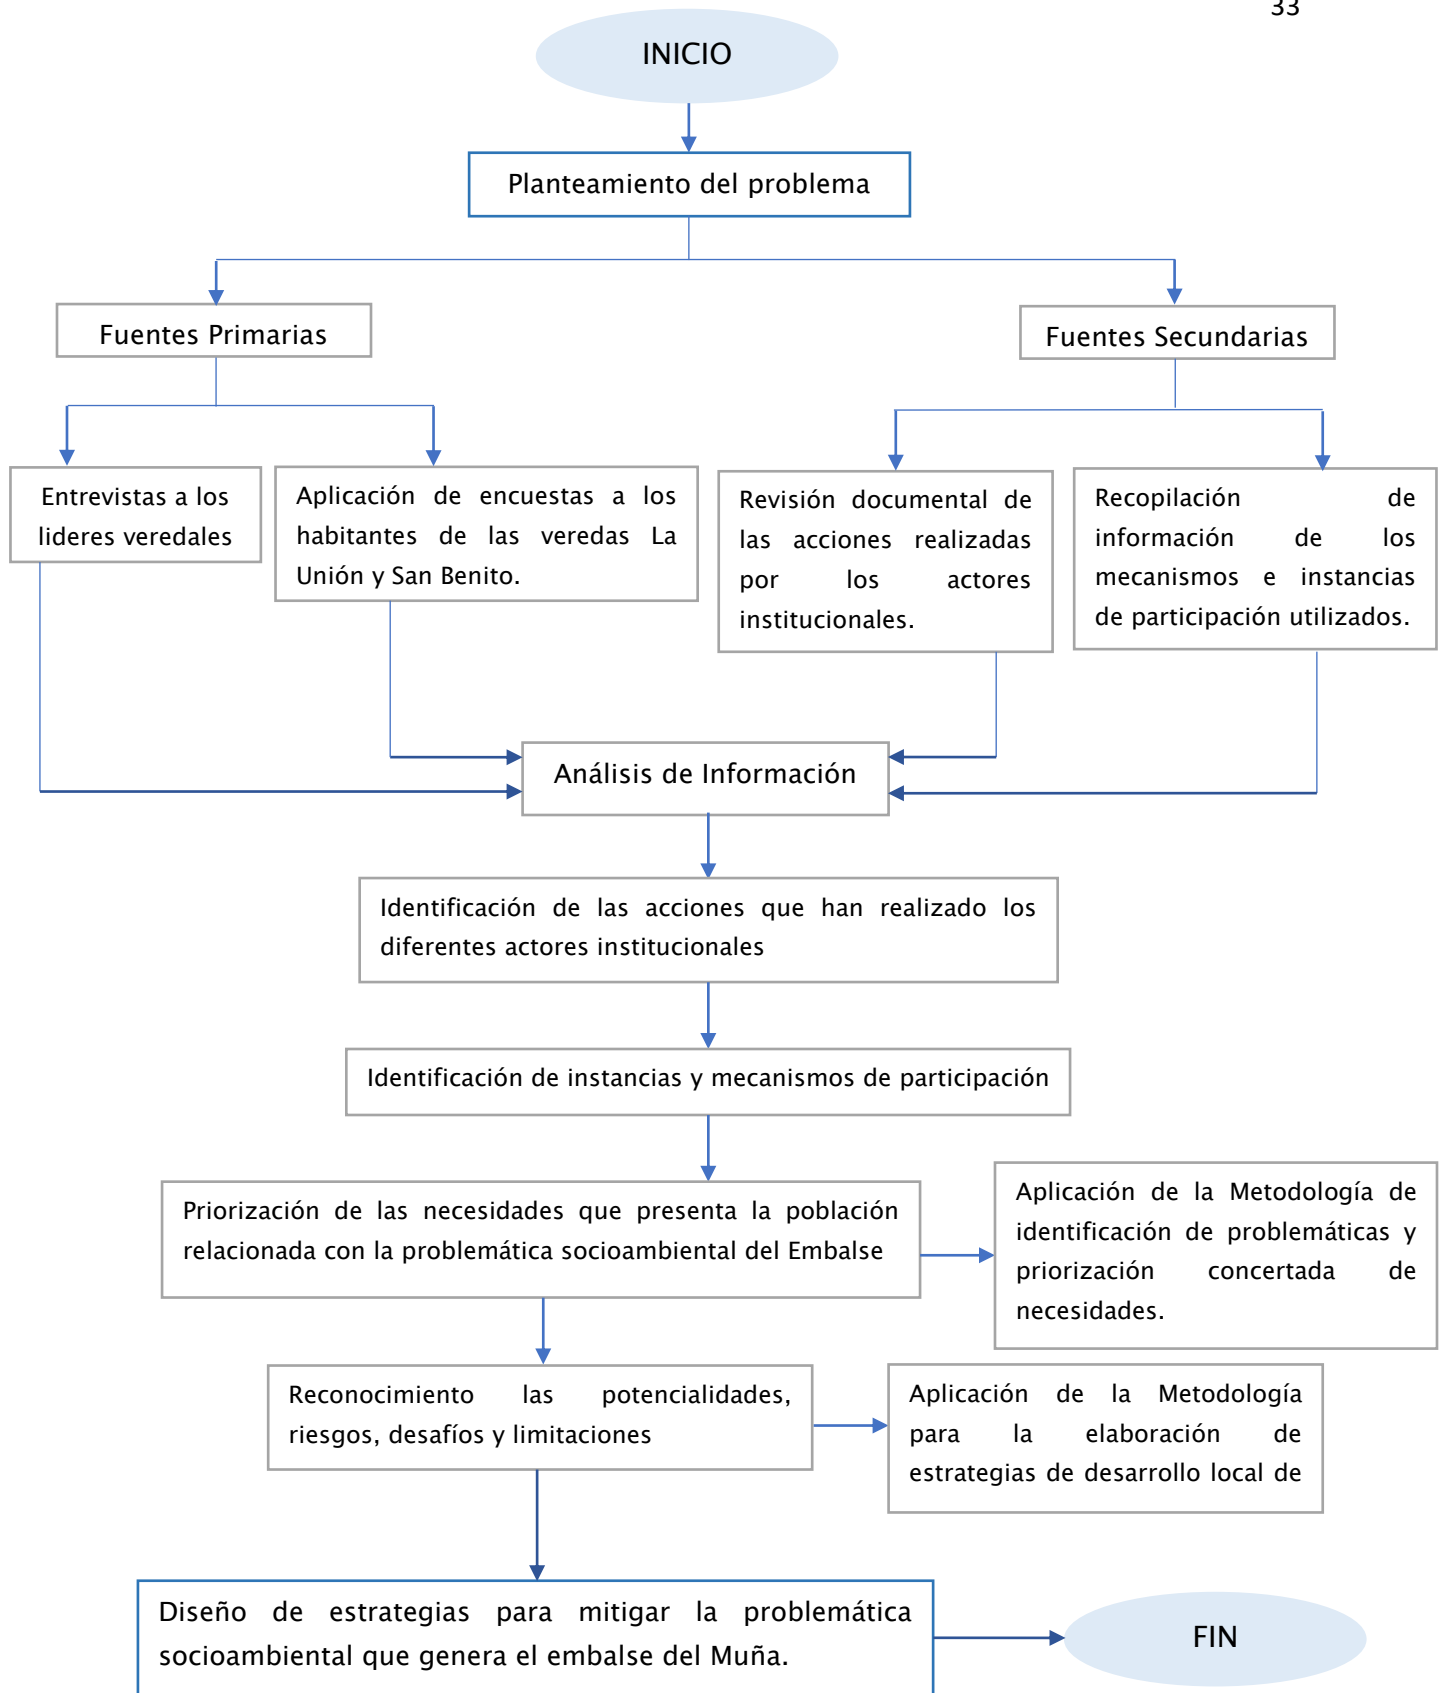 33
INICIO
Planteamiento del problema
Fuentes Primarias
Fuentes Secundarias
Entrevistas a los
lideres veredales
Aplicación de encuestas a los
habitantes de las veredas La
Unión y San Benito.
Revisión documental de
las acciones realizadas
por los actores
institucionales.
Recopilación de
información de los
mecanismos e instancias
de participación utilizados.
Análisis de Información
Identificación de las acciones que han realizado los
diferentes actores institucionales
Identificación de instancias y mecanismos de participación
Priorización de las necesidades que presenta la población
relacionada con la problemática socioambiental del Embalse
Aplicación de la Metodología de
identificación de problemáticas y
priorización concertada de
necesidades.
Reconocimiento las potencialidades,
riesgos, desafíos y limitaciones
Aplicación de la Metodología
para la elaboración de
estrategias de desarrollo local de
Diseño de estrategias para mitigar la problemática
socioambiental que genera el embalse del Muña.
FIN